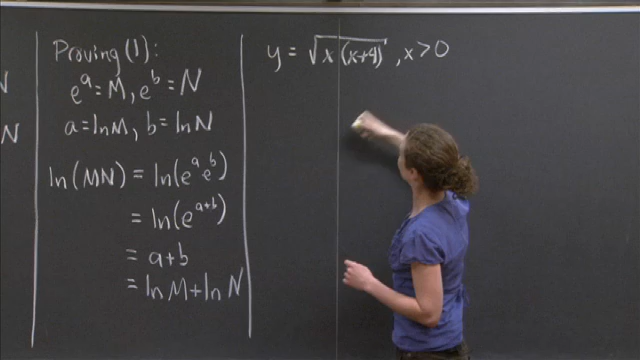 N
N
Proving (1):
e^a = M, e^b = N
a = ln M, b = ln N
ln(MN) = ln(e^a e^b)
= ln(e^{a+b})
= a+b
= ln M + ln N
y = √(x(x+4)), x > 0